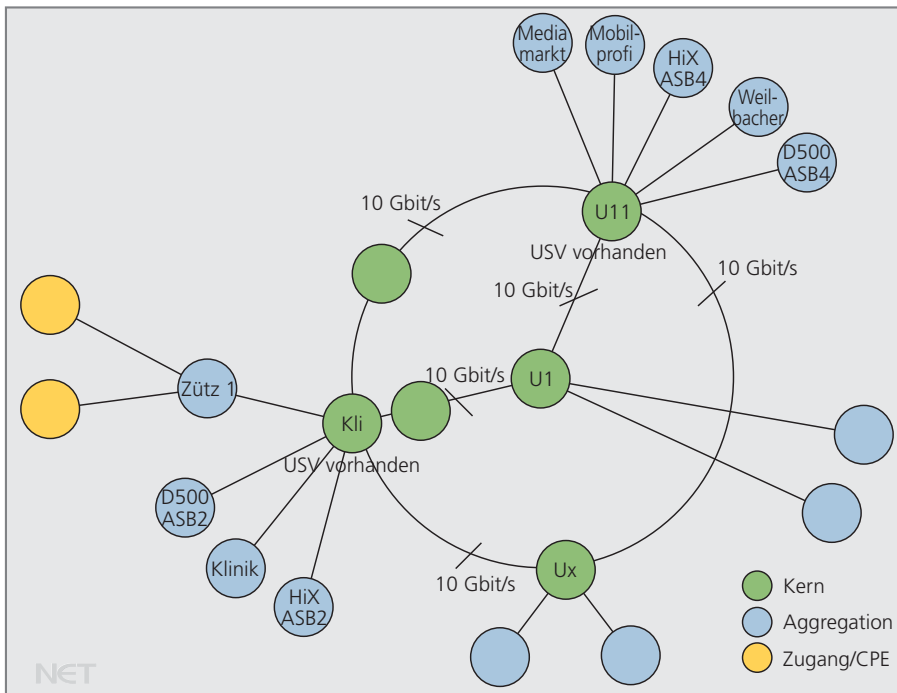 Media
markt
Mobil-
profi
HiX
ASB4
Weil-
bacher
D500
ASB4
10 Gbit/s
U11
USV vorhanden
10 Gbit/s
10 Gbit/s
Zütz 1
10 Gbit/s
U1
Kli
USV vorhanden
D500
ASB2
Klinik
HiX
ASB2
10 Gbit/s
Ux
Kern
Aggregation
Zugang/CPE
NET